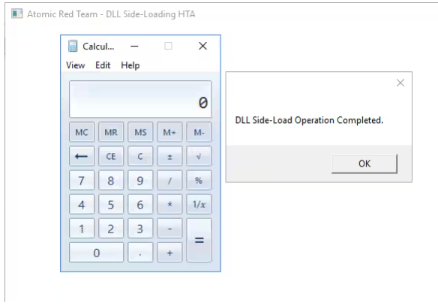 Atomic Red Team - DLL Side-Loading HTA
Calcul...
View Edit Help
0
MC MR MS M+ M-
← CE C ± √
7 8 9 / %
4 5 6 * 1/x
1 2 3 - =
0 . +
DLL Side-Load Operation Completed.
OK